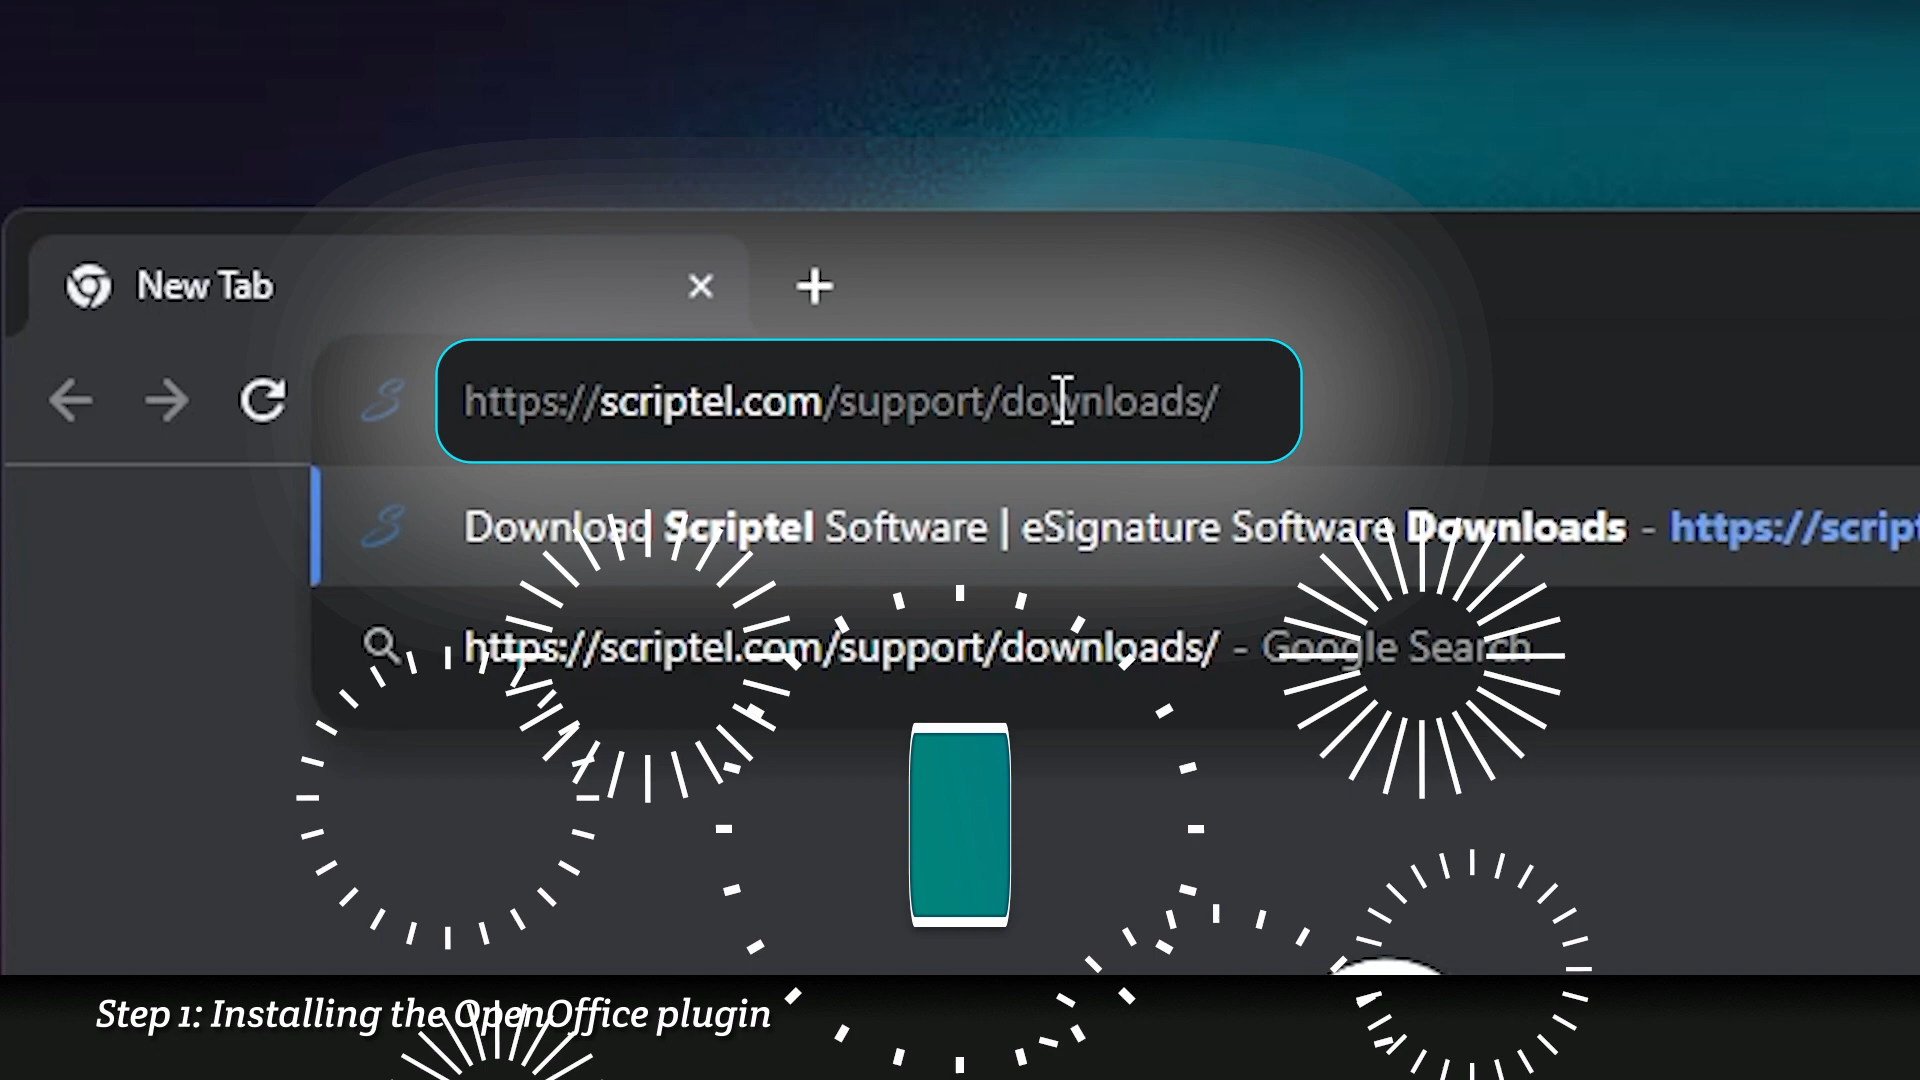 New Tab
https://scriptel.com/support/downloads/
Download Scriptel Software | eSignature Software Downloads - https://script
https://scriptel.com/support/downloads/ - Google Search
Step 1: Installing the OpenOffice plugin